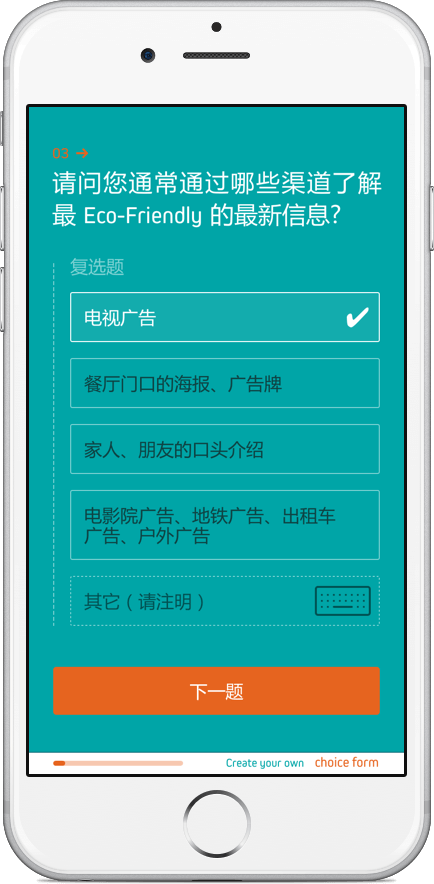 03 →
请问您通常通过哪些渠道了解
最 Eco-Friendly 的最新信息？
复选题
电视广告
餐厅门口的海报、广告牌
家人、朋友的口头介绍
电影院广告、地铁广告、出租车
广告、户外广告
其它（请注明）
下一题
Create your own choice form